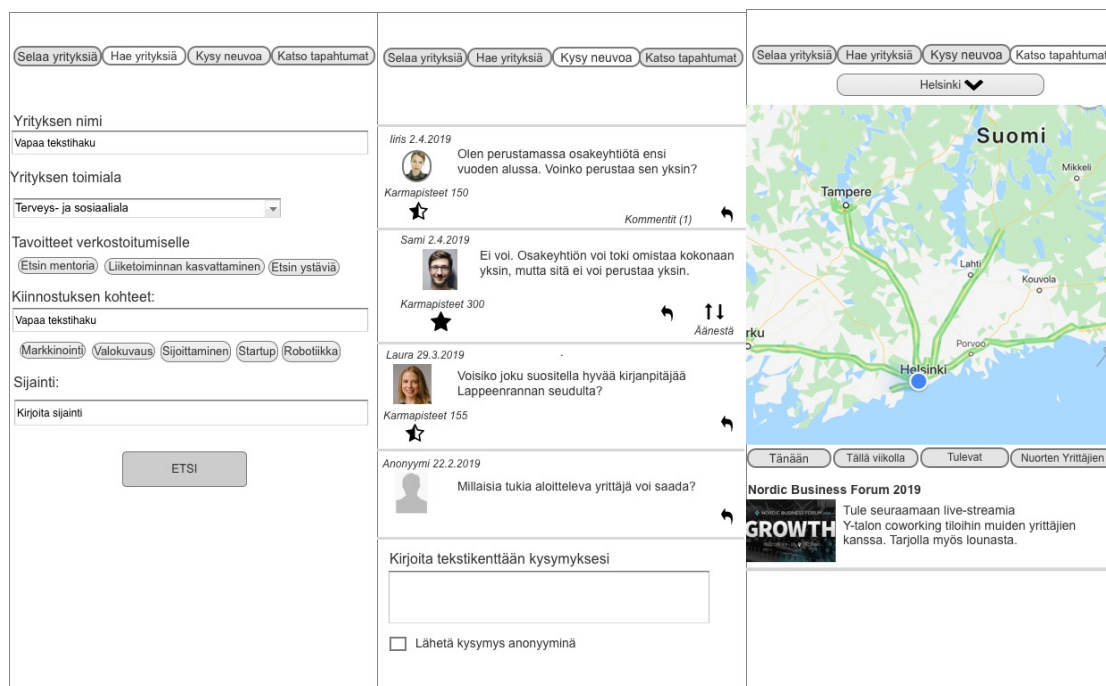 Selaa yrityksiä
Hae yrityksiä
Kysy neuvoa
Katso tapahtumat
Yrityksen nimi
Vapaa tekstihaku
Yrityksen toimiala
Terveys- ja sosiaaliala
Tavoitteet verkostoitumiselle
Etsin mentoria
Liiketoiminnan kasvattaminen
Etsin ystäviä
Kiinnostuksen kohteet:
Vapaa tekstihaku
Markkinointi
Valokuvaus
Sijoittaminen
Startup
Robotiikka
Sijainti:
Kirjoita sijainti
ETSI
Selaa yrityksiä
Hae yrityksiä
Kysy neuvoa
Katso tapahtumat
Iiris 2.4.2019
Olen perustamassa osakeyhtiötä ensi
vuoden alussa. Voinko perustaa sen yksin?
Karmapisteet 150
Kommentit (1)
Sami 2.4.2019
Ei voi. Osakeyhtiön voi toki omistaa kokonaan
yksin, mutta sitä ei voi perustaa yksin.
Karmapisteet 300
Äänestä
Laura 29.3.2019
Voisiko joku suositella hyvää kirjanpitäjää
Lappeenrannan seudulta?
Karmapisteet 155
Anonyymi 22.2.2019
Millaisia tukia aloitteleva yrittäjä voi saada?
Kirjoita tekstikenttään kysymyksesi
Lähetä kysymys anonyyminä
Selaa yrityksiä
Hae yrityksiä
Kysy neuvoa
Katso tapahtumat
Helsinki
Suomi
Mikkeli
Tampere
Lahti
Kouvola
rku
Porvoo
Helsinki
Tänään
Tällä viikolla
Tulevat
Nuorten Yrittäjien
Nordic Business Forum 2019
NORDIC BUSINESS FORUM
GROWTH
Tule seuraamaan live-streamia
Y-talon coworking tiloihin muiden yrittäjien
kanssa. Tarjolla myös lounasta.